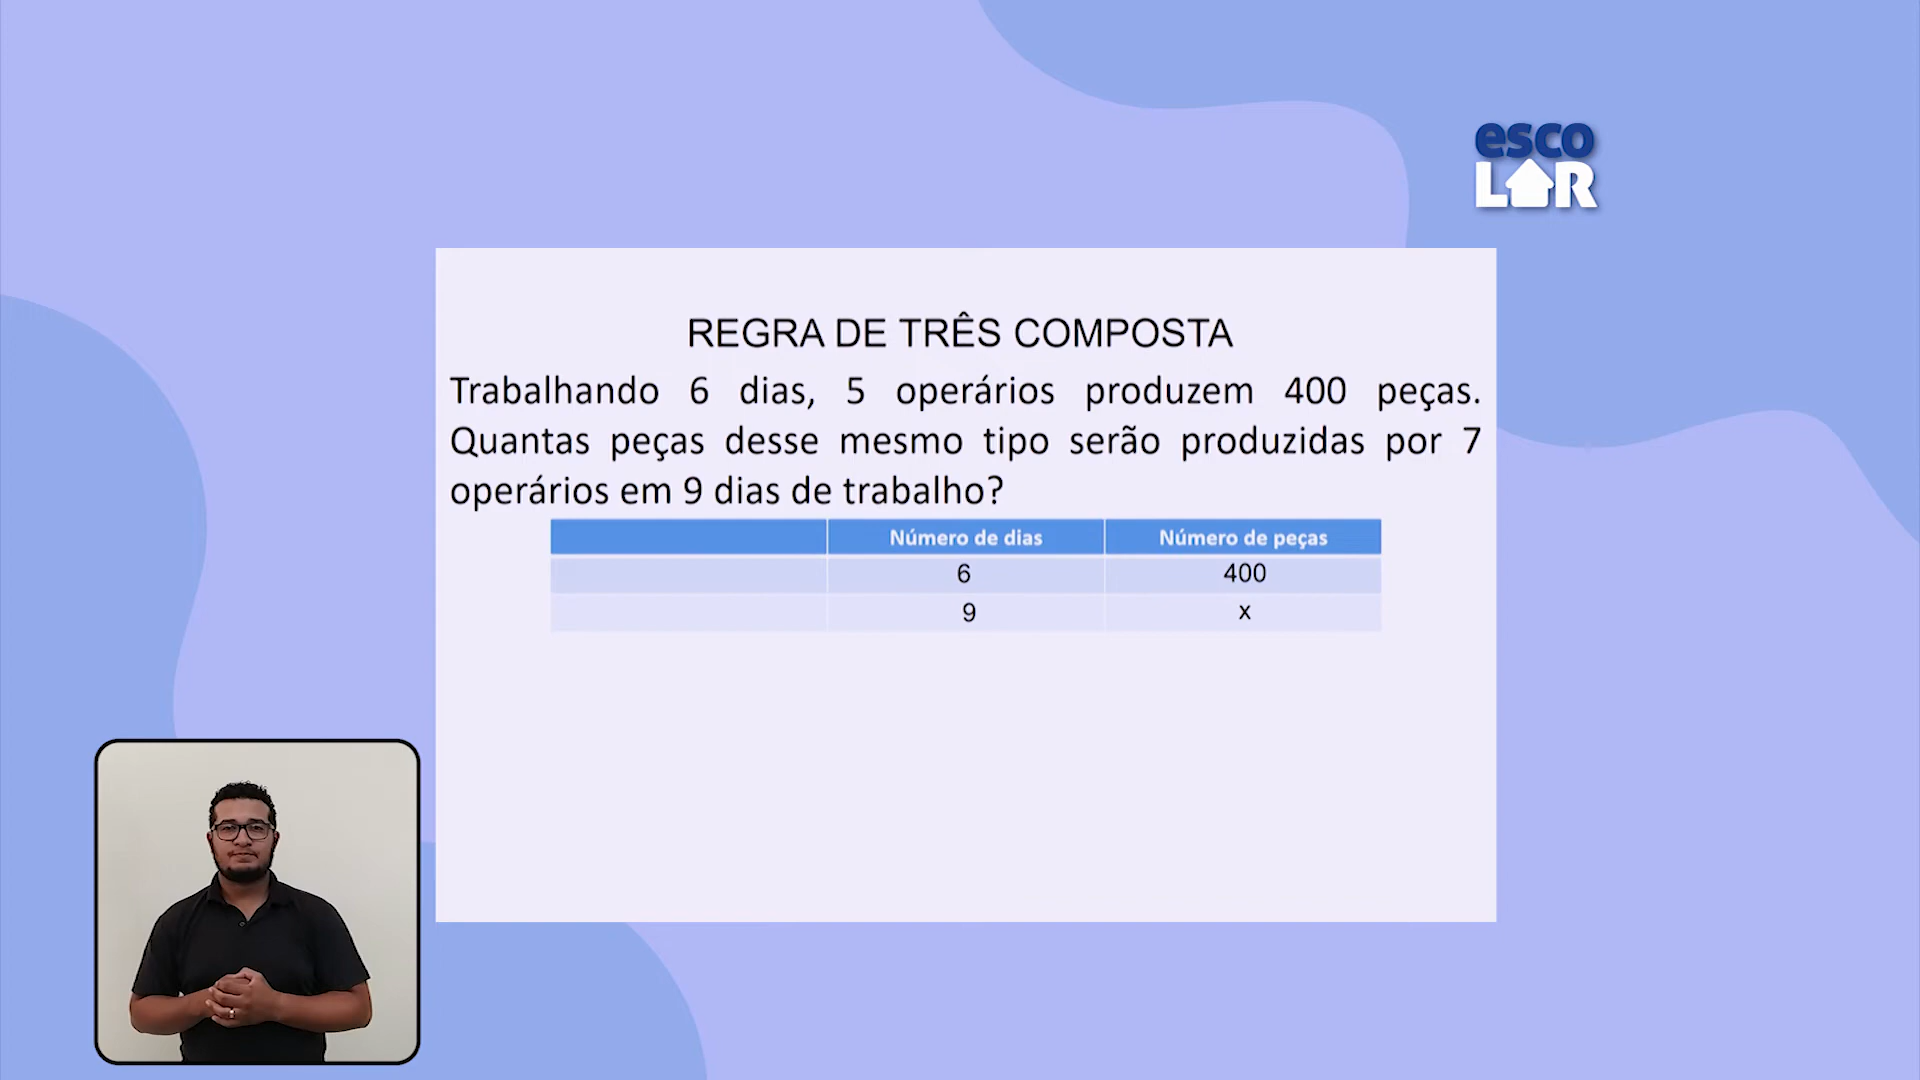 esco
LAR
REGRA DE TRÊS COMPOSTA
Trabalhando 6 dias, 5 operários produzem 400 peças.
Quantas peças desse mesmo tipo serão produzidas por 7
operários em 9 dias de trabalho?
Número de dias Número de peças
6 400
9 x